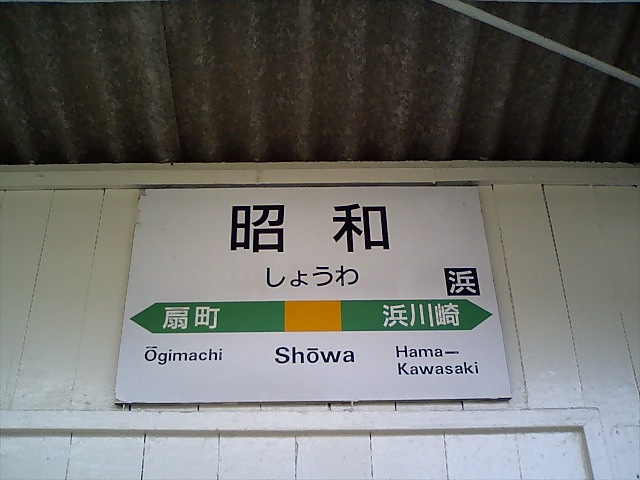 昭和
しょうわ
浜
扇町 浜川崎
Ōgimachi Shōwa Hama–
Kawasaki